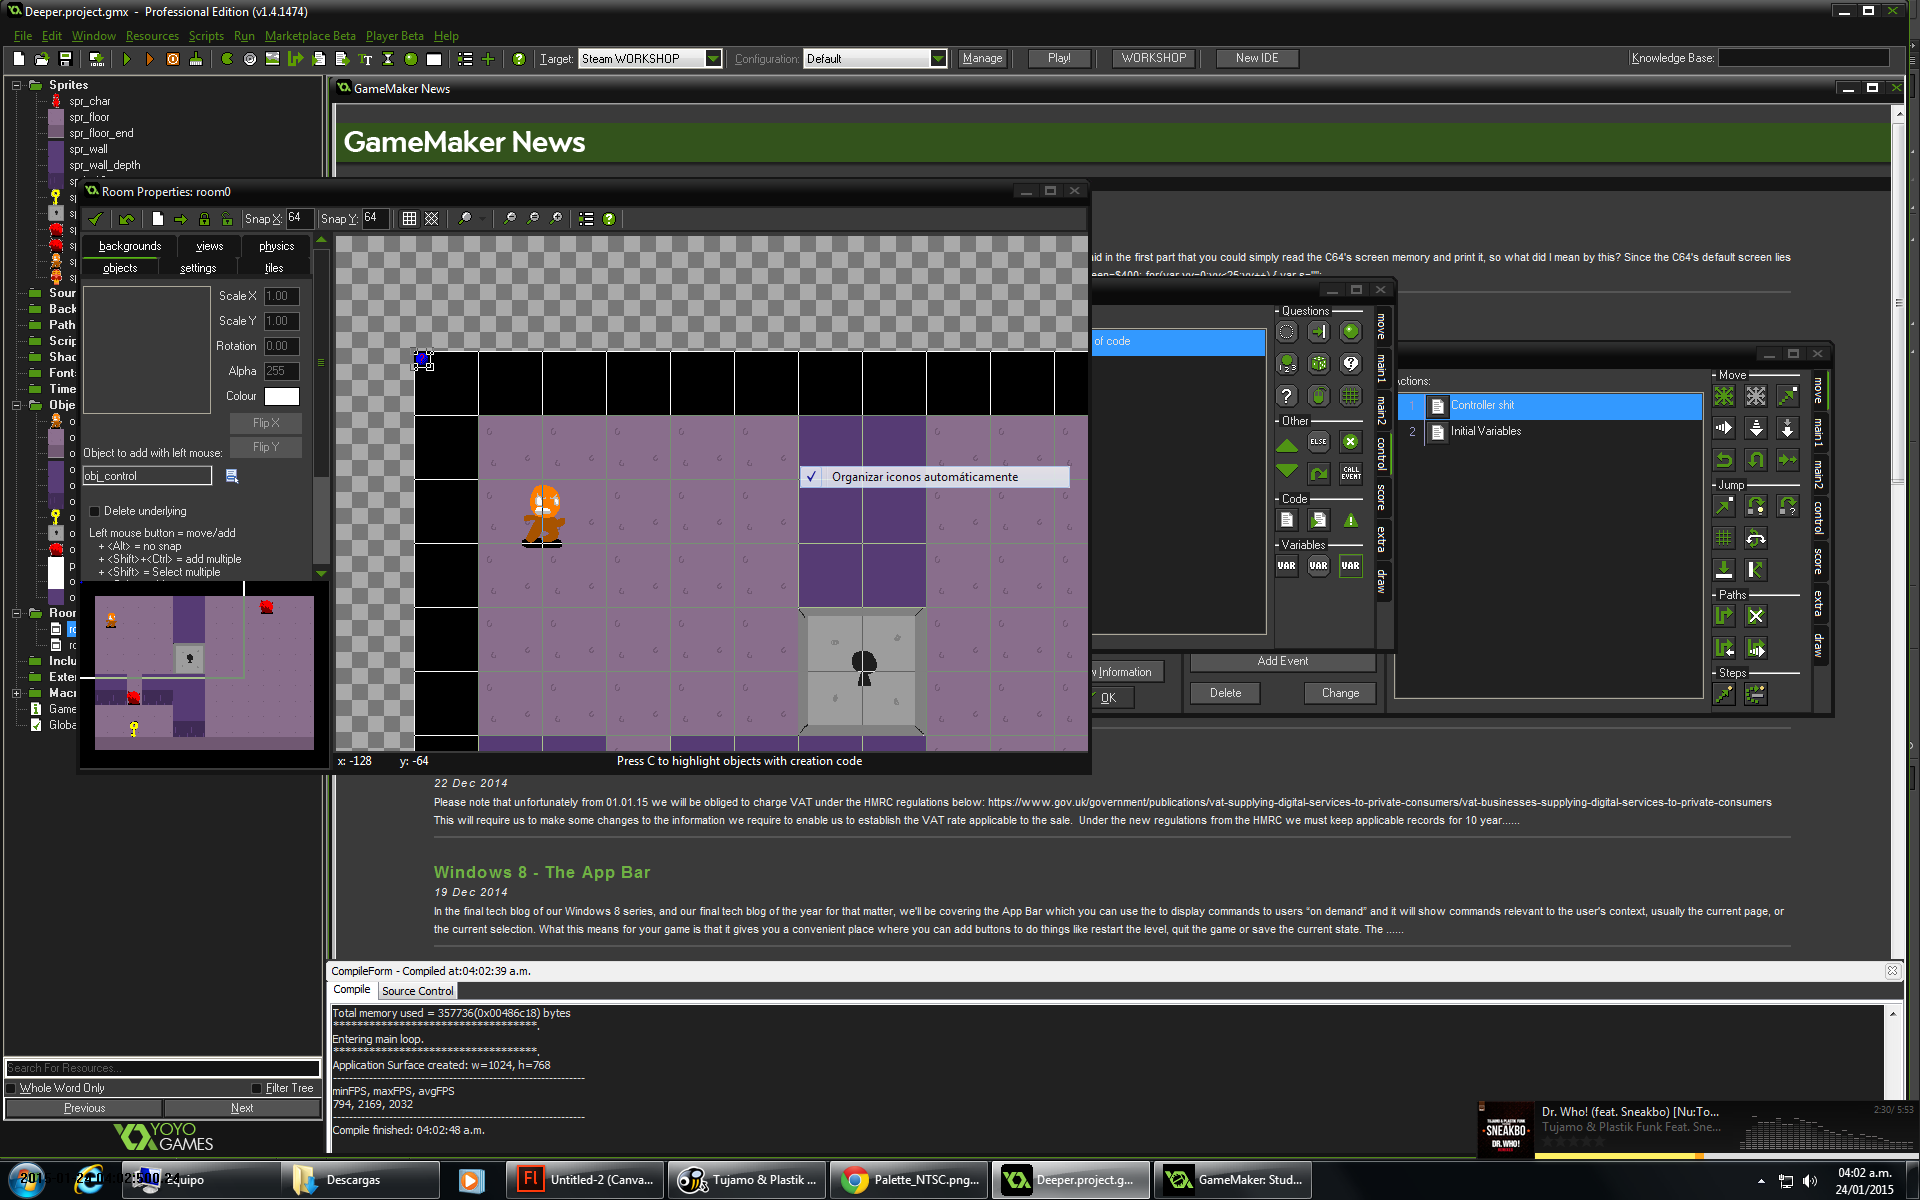 Deeper.project.gmx - Professional Edition (v1.4.1474)
File Edit Window Resources Scripts Run Marketplace Beta Player Beta Help
Target: Steam WORKSHOP Configuration: Default Manage Play! WORKSHOP New IDE Knowledge Base:
Sprites
spr_char
spr_floor
spr_floor_end
spr_wall
spr_wall_depth
GameMaker News
GameMaker News
Room Properties: room0
Snap X: 64 Snap Y: 64
backgrounds views physics
objects settings tiles
Scale X 1.00
Scale Y 1.00
Rotation 0.00
Alpha 255
Colour
Flip X
Flip Y
Object to add with left mouse:
obj_control
Delete underlying
Left mouse button = move/add
+ <Alt> = no snap
+ <Shift>+<Ctrl> = add multiple
+ <Shift> = Select multiple
Sour
Back
Path
Scrip
Shac
Font
Time
Obje
Roor
Inclu
Exter
Macr
Game
Globa
Organizar iconos automáticamente
x: -128 y: -64 Press C to highlight objects with creation code
aid in the first part that you could simply read the C64's screen memory and print it, so what did I mean by this? Since the C64's default screen lies
of code
Questions
Other
ELSE
CALL EVENT
Code
Variables
VAR VAR VAR
move
main1
main2
control
score
extra
draw
Information
OK
Add Event
Delete Change
ctions:
1 Controller shit
2 Initial Variables
Move
Jump
Paths
Steps
move
main1
main2
control
score
extra
draw
22 Dec 2014
Please note that unfortunately from 01.01.15 we will be obliged to charge VAT under the HMRC regulations below: https://www.gov.uk/government/publications/vat-supplying-digital-services-to-private-consumers/vat-businesses-supplying-digital-services-to-private-consumers
This will require us to make some changes to the information we require to enable us to establish the VAT rate applicable to the sale. Under the new regulations from the HMRC we must keep applicable records for 10 year......
Windows 8 - The App Bar
19 Dec 2014
In the final tech blog of our Windows 8 series, and our final tech blog of the year for that matter, we'll be covering the App Bar which you can use the to display commands to users “on demand” and it will show commands relevant to the user's context, usually the current page, or
the current selection. What this means for your game is that it gives you a convenient place where you can add buttons to do things like restart the level, quit the game or save the current state. The ......
CompileForm - Compiled at:04:02:39 a.m.
Compile Source Control
Total memory used = 357736(0x00486c18) bytes
**********************************.
Entering main loop.
**********************************.
Application Surface created: w=1024, h=768
minFPS, maxFPS, avgFPS
794, 2169, 2032
Compile finished: 04:02:48 a.m.
Search For Resources...
Whole Word Only Filter Tree
Previous Next
YOYO GAMES
TUJAMO & PLASTIK FUNK
SNEAKBO
DR. WHO!
Dr. Who! (feat. Sneakbo) [Nu:To...
Tujamo & Plastik Funk Feat. Sne...
2:30/ 5:53
Equipo
Descargas
Untitled-2 (Canva...
Tujamo & Plastik ...
Palette_NTSC.png...
Deeper.project.g...
GameMaker: Stud...
04:02 a.m.
24/01/2015